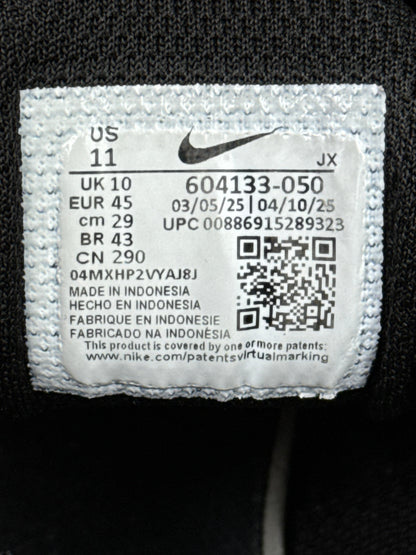 US
11
JX
UK 10
604133-050
EUR 45
03/05/25 | 04/10/25
cm 29
UPC 00886915289323
BR 43
CN 290
04MXHP2VYAJ8J
MADE IN INDONESIA
HECHO EN INDONESIA
FABRIQUE EN INDONESIE
FABRICADO NA INDONÉSIA
This product is covered by one or more patents:
www.nike.com/patentsvirtualmarking